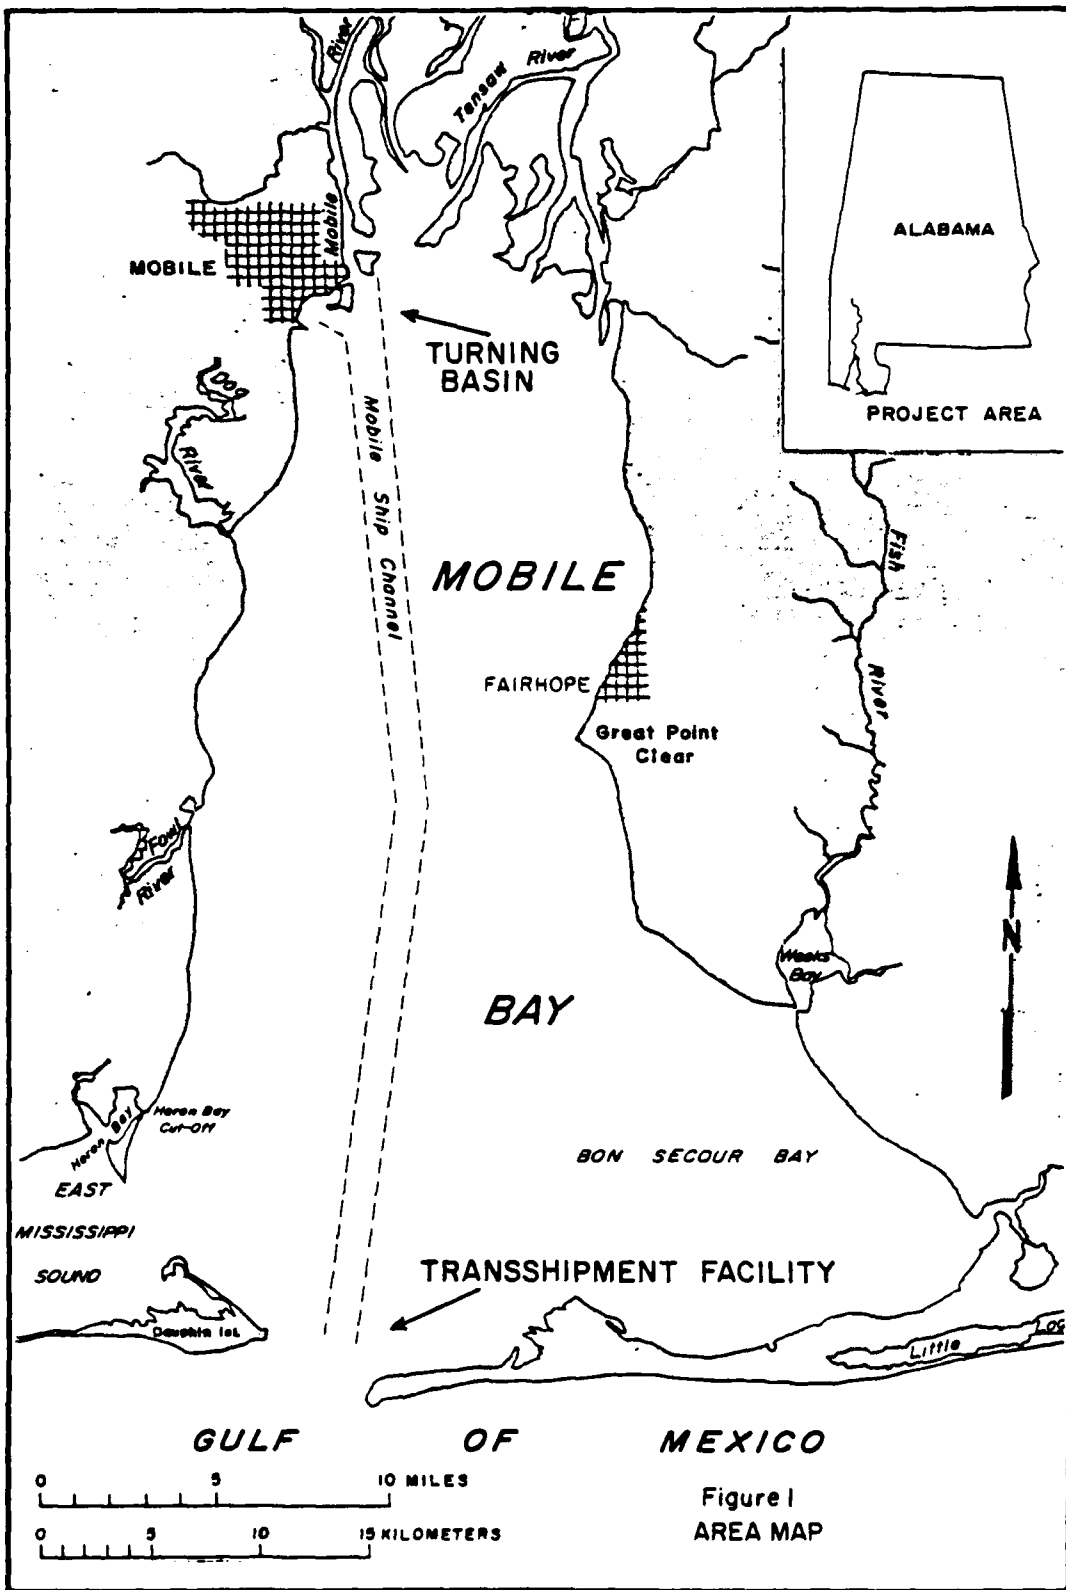 River
Tensaw River
Mobile
MOBILE
ALABAMA
PROJECT AREA
TURNING
BASIN
Dog
River
Mobile Ship Channel
MOBILE
Fish
River
FAIRHOPE
Great Point
Clear
Fowl
River
N
Weeks
Bay
BAY
Heron Bay
Heron Bay
Cut-Off
BON SECOUR BAY
EAST
MISSISSIPPI
SOUND
TRANSSHIPMENT FACILITY
Dauphin Isl.
Little
GULF OF MEXICO
0 5 10 MILES
0 5 10 15 KILOMETERS
Figure 1
AREA MAP